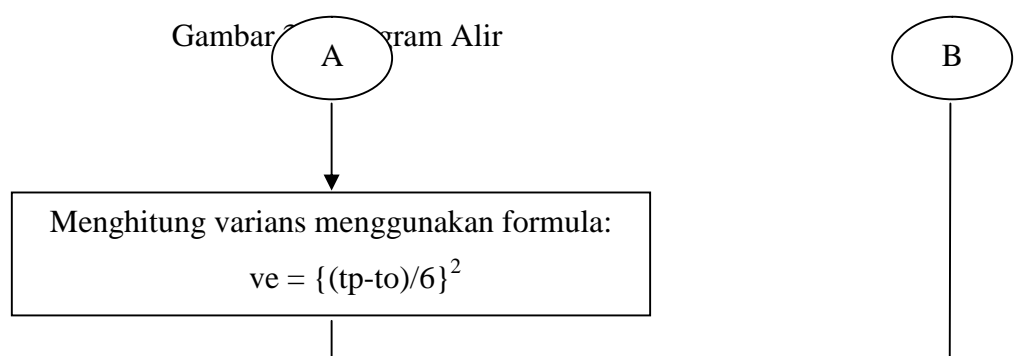 Gambar
Alir
A
B
Menghitung varians menggunakan formula:
ve = {(tp-to)/6}²